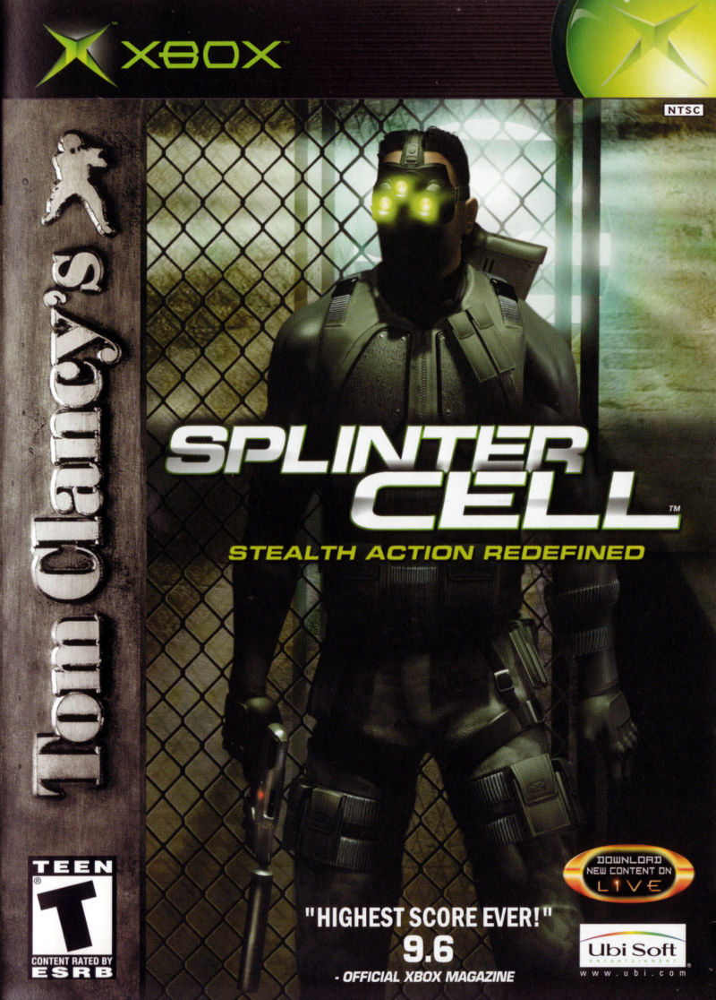 XBOX™
NTSC
Tom Clancy's
SPLINTER
CELL™
STEALTH ACTION REDEFINED
TEEN
®
T
CONTENT RATED BY
ESRB
"HIGHEST SCORE EVER!"
9.6
- OFFICIAL XBOX MAGAZINE
DOWNLOAD
NEW CONTENT ON
LIVE
Ubi Soft®
ENTERTAINMENT
www.ubi.com